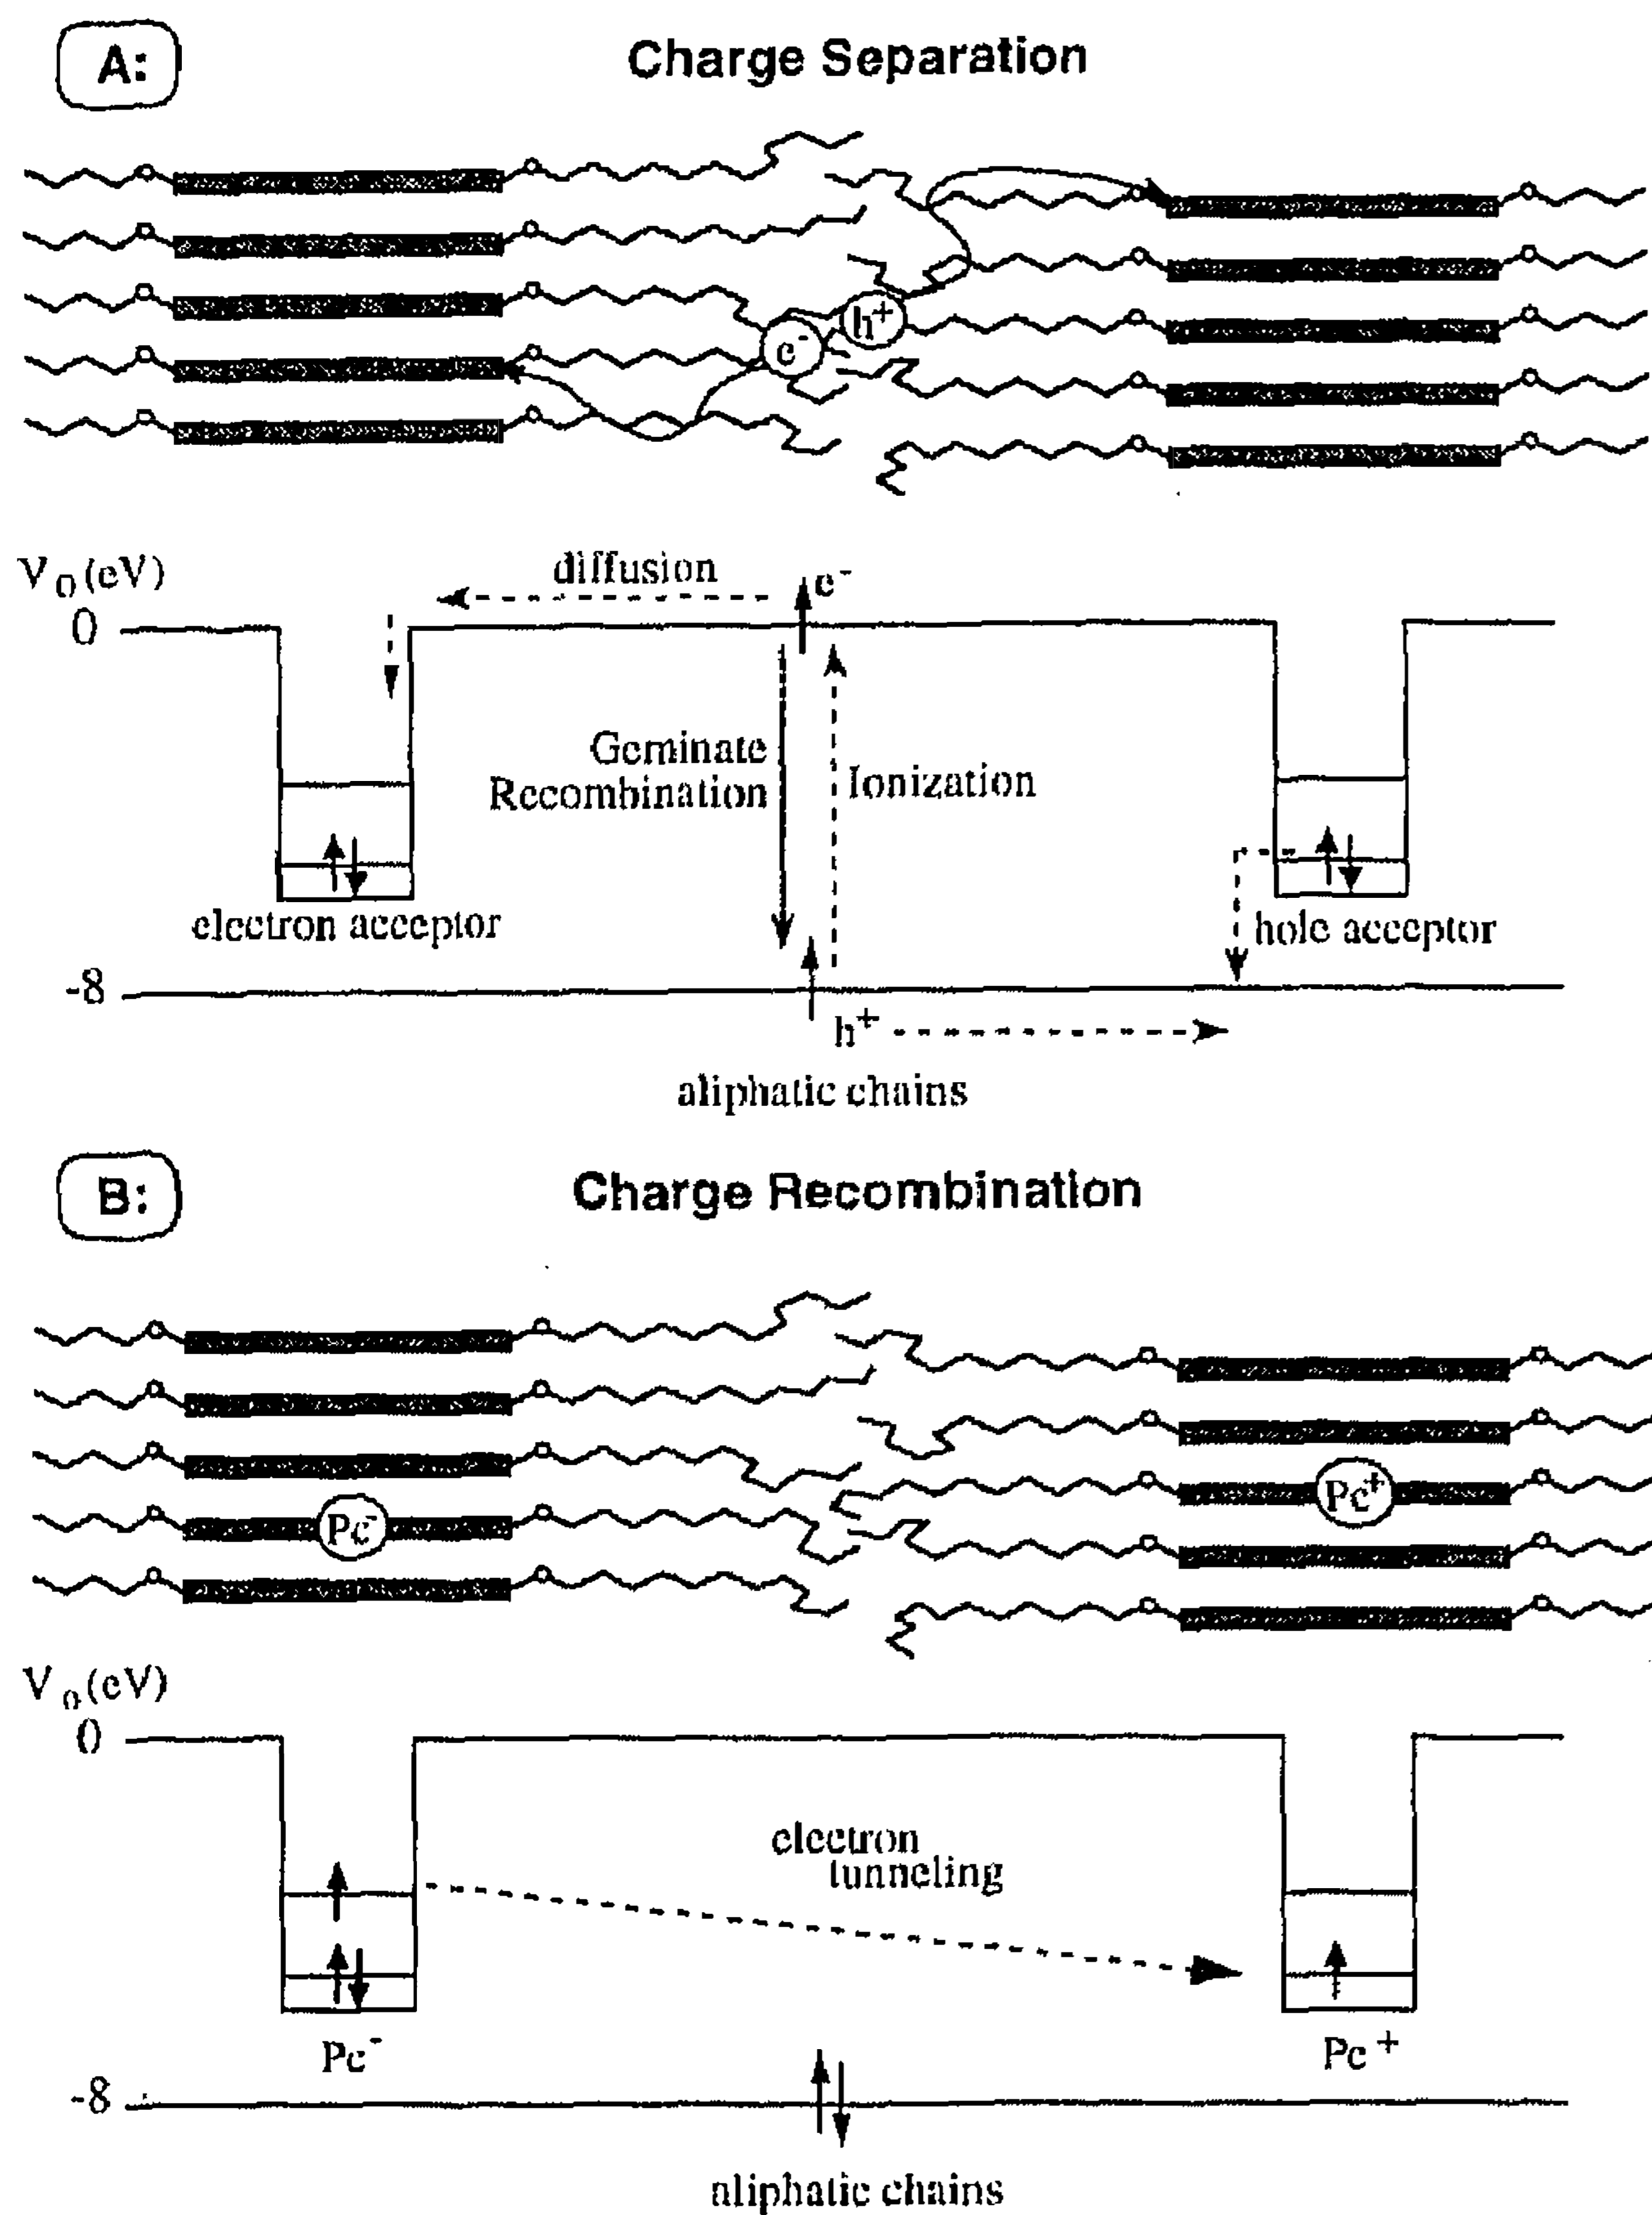 A:
Charge Separation
e-
h+
V0(eV)
0
diffusion
e-
Geminate
Recombination
Ionization
electron acceptor
hole acceptor
-8
h+
aliphatic chains
B:
Charge Recombination
Pc-
Pc+
V0(eV)
0
electron
tunneling
Pc-
Pc+
-8
aliphatic chains